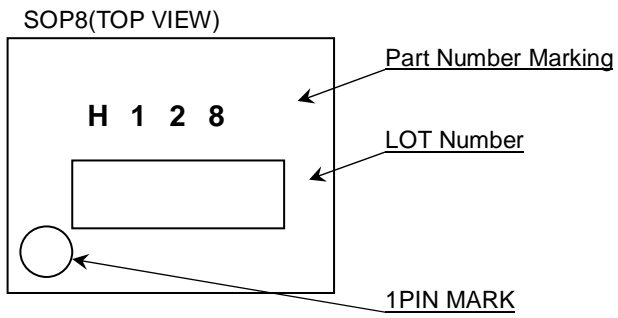 SOP8(TOP VIEW)
Part Number Marking
H 1 2 8
LOT Number
1PIN MARK